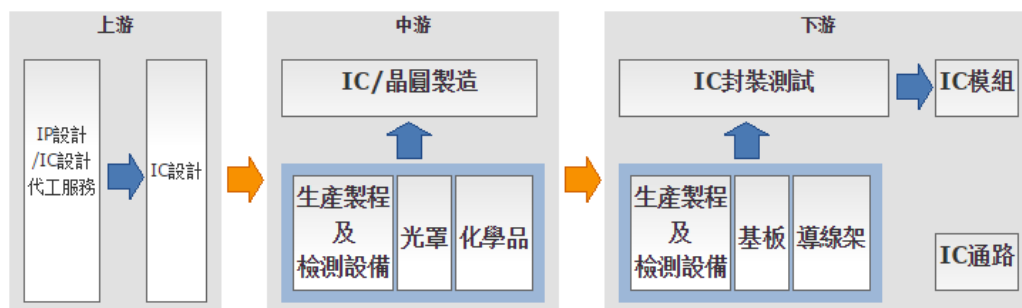 上游
IP設計
/IC設計
代工服務
IC設計
中游
IC/晶圓製造
生產製程
及
檢測設備
光罩
化學品
下游
IC封裝測試
IC模組
生產製程
及
檢測設備
基板
導線架
IC通路